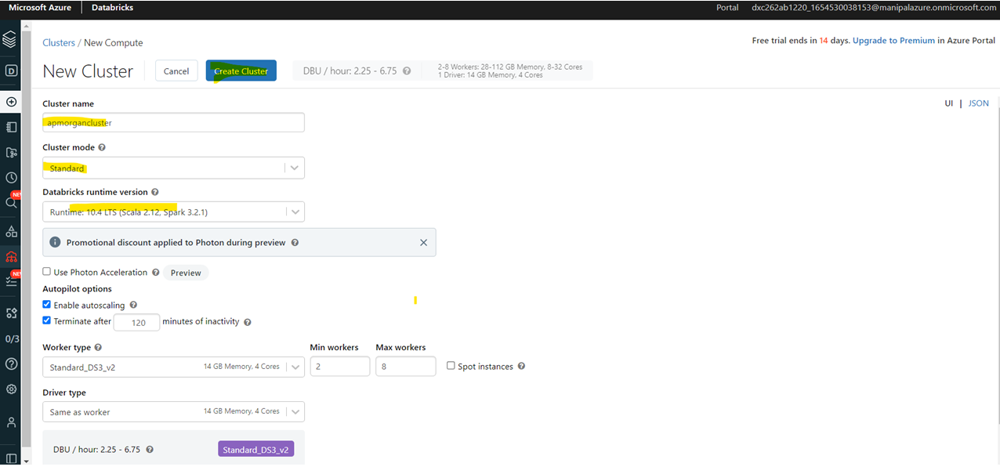 Microsoft Azure | Databricks
Portal dxc262ab1220_1654530038153@manipalazure.onmicrosoft.com
Clusters / New Compute
Free trial ends in 14 days. Upgrade to Premium in Azure Portal
New Cluster
Cancel
Create Cluster
DBU / hour: 2.25 - 6.75
2-8 Workers: 28-112 GB Memory, 8-32 Cores
1 Driver: 14 GB Memory, 4 Cores
UI | JSON
Cluster name
apmorgancluster
Cluster mode
Standard
Databricks runtime version
Runtime: 10.4 LTS (Scala 2.12, Spark 3.2.1)
Promotional discount applied to Photon during preview
Use Photon Acceleration Preview
Autopilot options
Enable autoscaling
Terminate after 120 minutes of inactivity
Worker type Min workers Max workers
Standard_DS3_v2 14 GB Memory, 4 Cores 2 8 Spot instances
Driver type
Same as worker 14 GB Memory, 4 Cores
DBU / hour: 2.25 - 6.75 Standard_DS3_v2
D
NE
NE
0/3